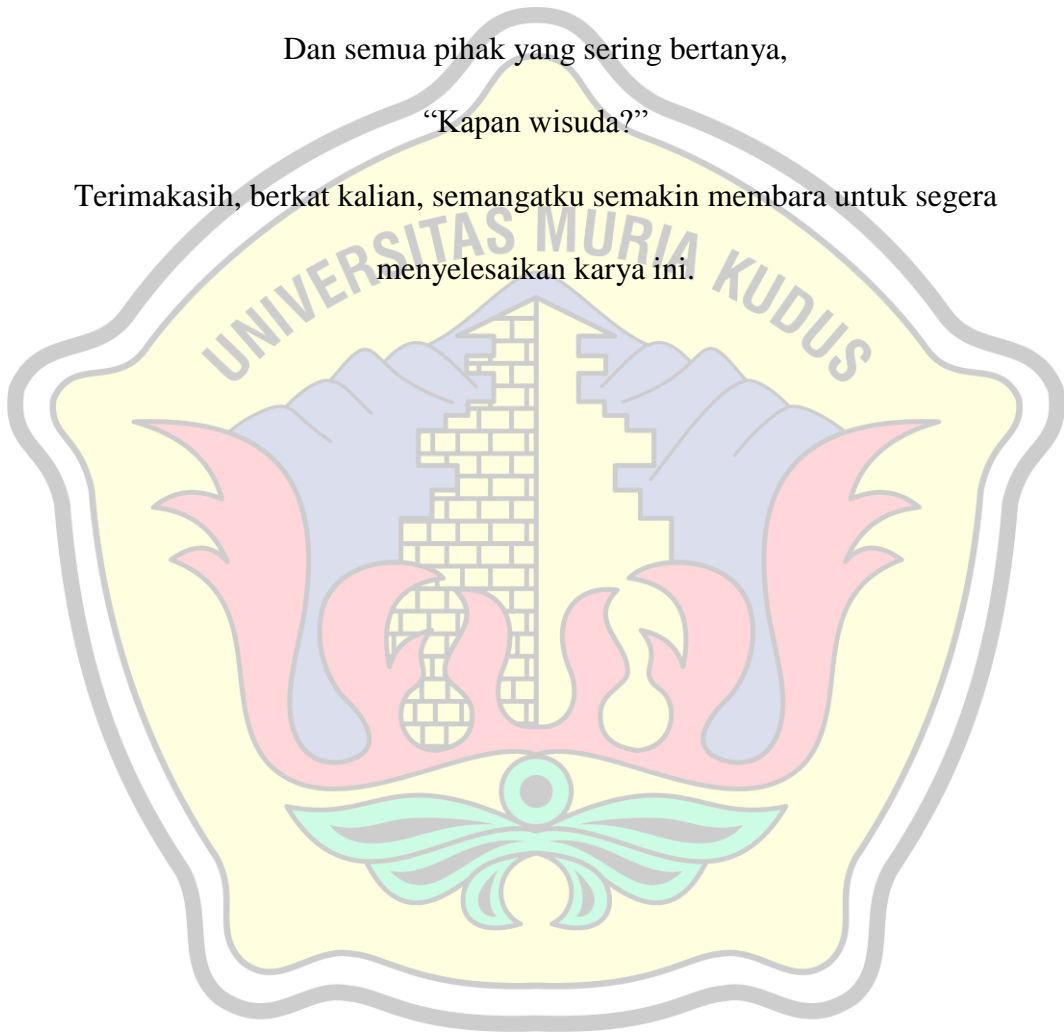 Dan semua pihak yang sering bertanya,
“Kapan wisuda?”
Terimakasih, berkat kalian, semangatku semakin membara untuk segera
menyelesaikan karya ini.
UNIVERSITAS MURIA KUDUS